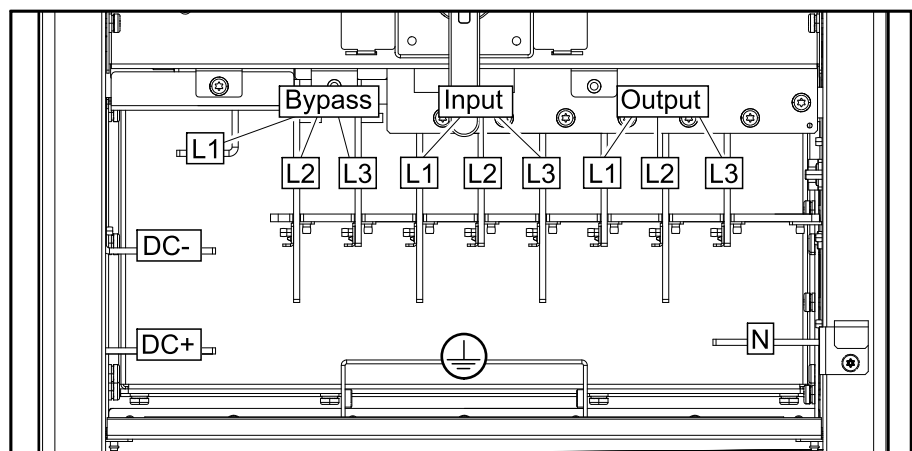 Bypass Input Output
L1
L2 L3 L1 L2 L3 L1 L2 L3
DC-
DC+ N